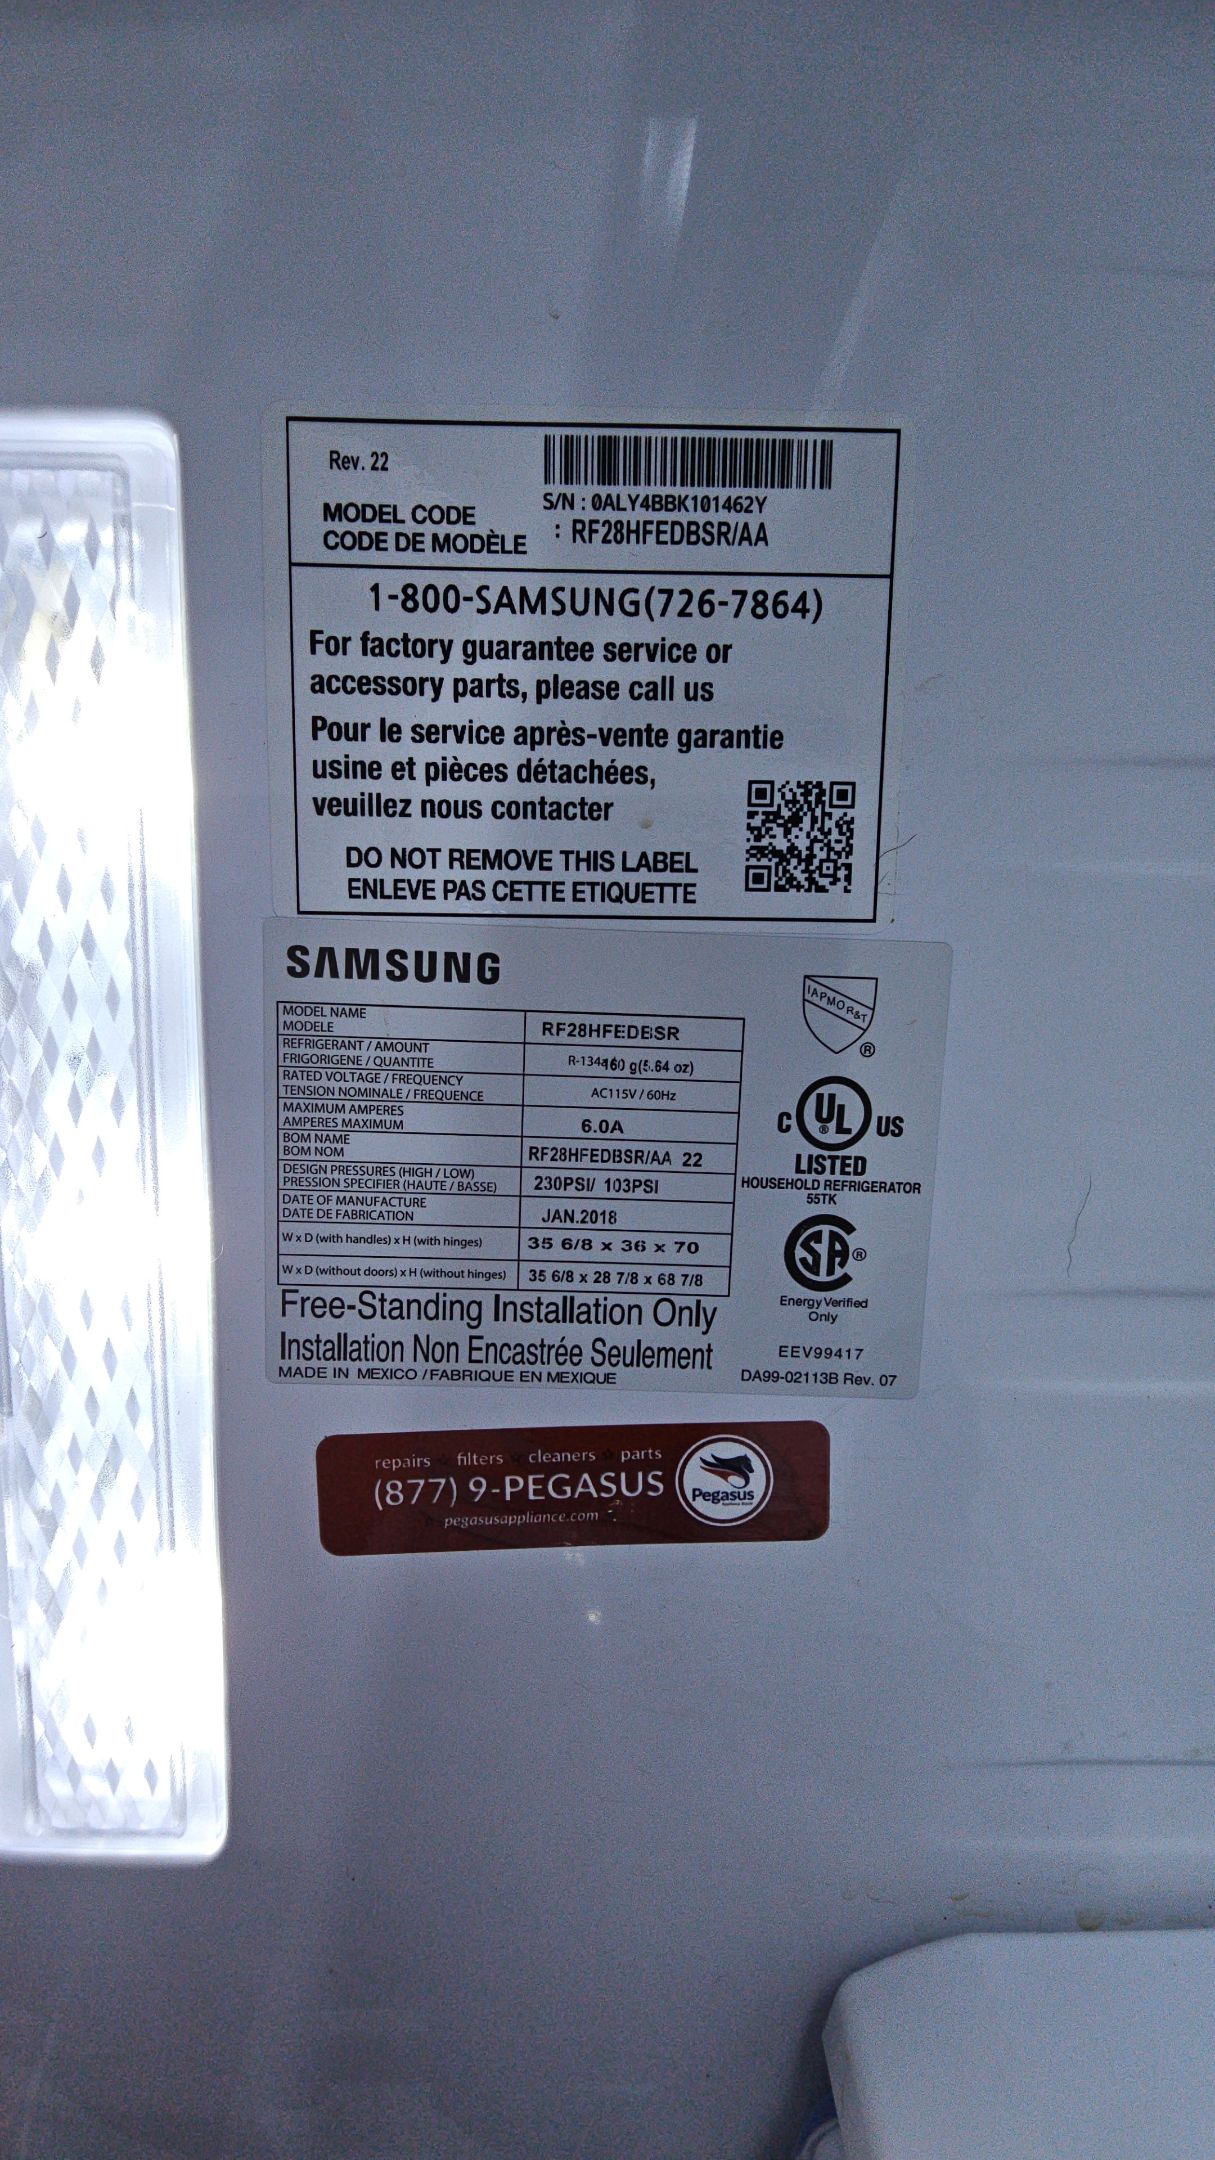 Rev. 22
S/N : 0ALY4BBK101462Y
MODEL CODE
CODE DE MODÈLE : RF28HFEDBSR/AA
1-800-SAMSUNG(726-7864)
For factory guarantee service or
accessory parts, please call us
Pour le service après-vente garantie
usine et pièces détachées,
veuillez nous contacter
DO NOT REMOVE THIS LABEL
ENLEVE PAS CETTE ETIQUETTE
SAMSUNG
MODEL NAME
MODELE
RF28HFEDBSR
REFRIGERANT / AMOUNT
FRIGORIGENE / QUANTITE
R-134a 160 g(5.64 oz)
RATED VOLTAGE / FREQUENCY
TENSION NOMINALE / FREQUENCE
AC115V / 60Hz
MAXIMUM AMPERES
AMPERES MAXIMUM
6.0A
BOM NAME
BOM NOM
RF28HFEDBSR/AA 22
DESIGN PRESSURES (HIGH / LOW)
PRESSION SPECIFIER (HAUTE / BASSE)
230PSI/ 103PSI
DATE OF MANUFACTURE
DATE DE FABRICATION
JAN.2018
W x D (with handles) x H (with hinges)
35 6/8 x 36 x 70
W x D (without doors) x H (without hinges)
35 6/8 x 28 7/8 x 68 7/8
Free-Standing Installation Only
Installation Non Encastrée Seulement
MADE IN MEXICO / FABRIQUE EN MEXIQUE
IAPMO R&T
®
C UL ® US
LISTED
HOUSEHOLD REFRIGERATOR
55TK
SA ®
Energy Verified
Only
EEV99417
DA99-02113B Rev. 07
repairs filters cleaners parts
(877) 9-PEGASUS
pegasusappliance.com
Pegasus